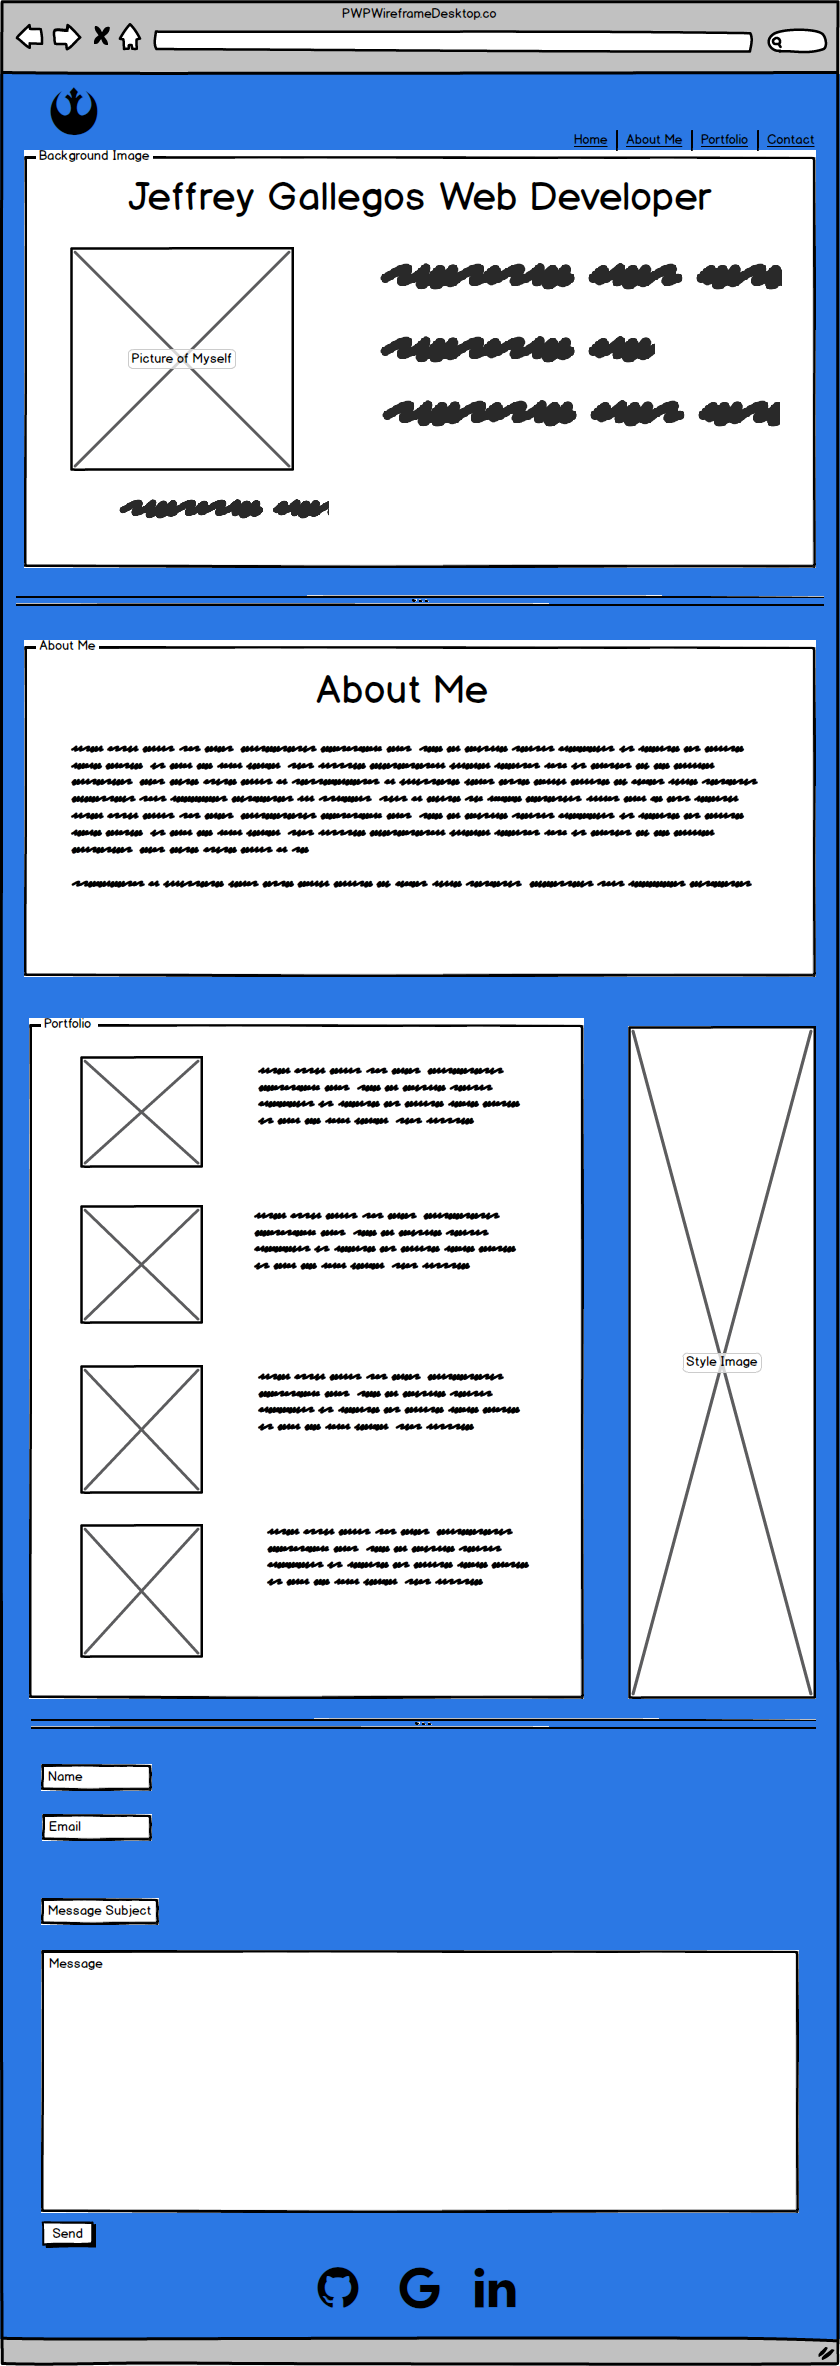 PWPWireframeDesktop.co
Home About Me Portfolio Contact
Background Image
Jeffrey Gallegos Web Developer
Picture of Myself
About Me
About Me
Portfolio
Style Image
Name
Email
Message Subject
Message
Send
G in